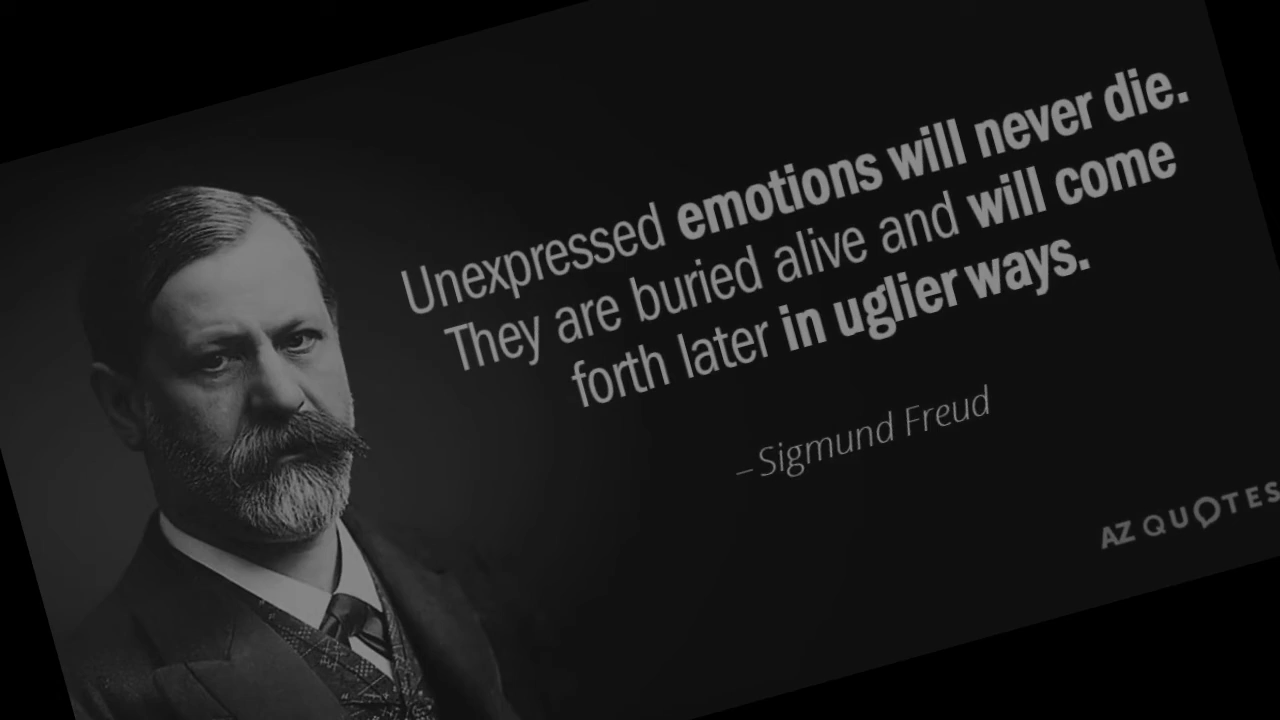 Unexpressed emotions will never die.
They are buried alive and will come
forth later in uglier ways.
–Sigmund Freud
AZ QUOTES